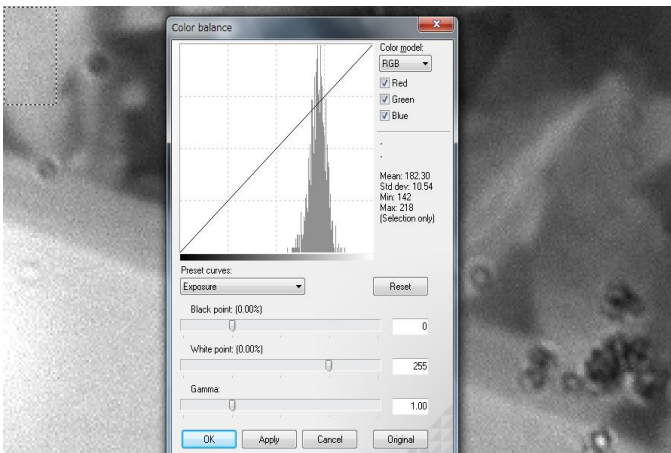 Color balance
Color model:
RGB
Red
Green
Blue
Mean: 182.30
Std dev: 10.54
Min: 142
Max: 218
(Selection only)
Preset curves:
Exposure
Reset
Black point: (0.00%)
0
White point: (0.00%)
255
Gamma:
1.00
OK
Apply
Cancel
Original